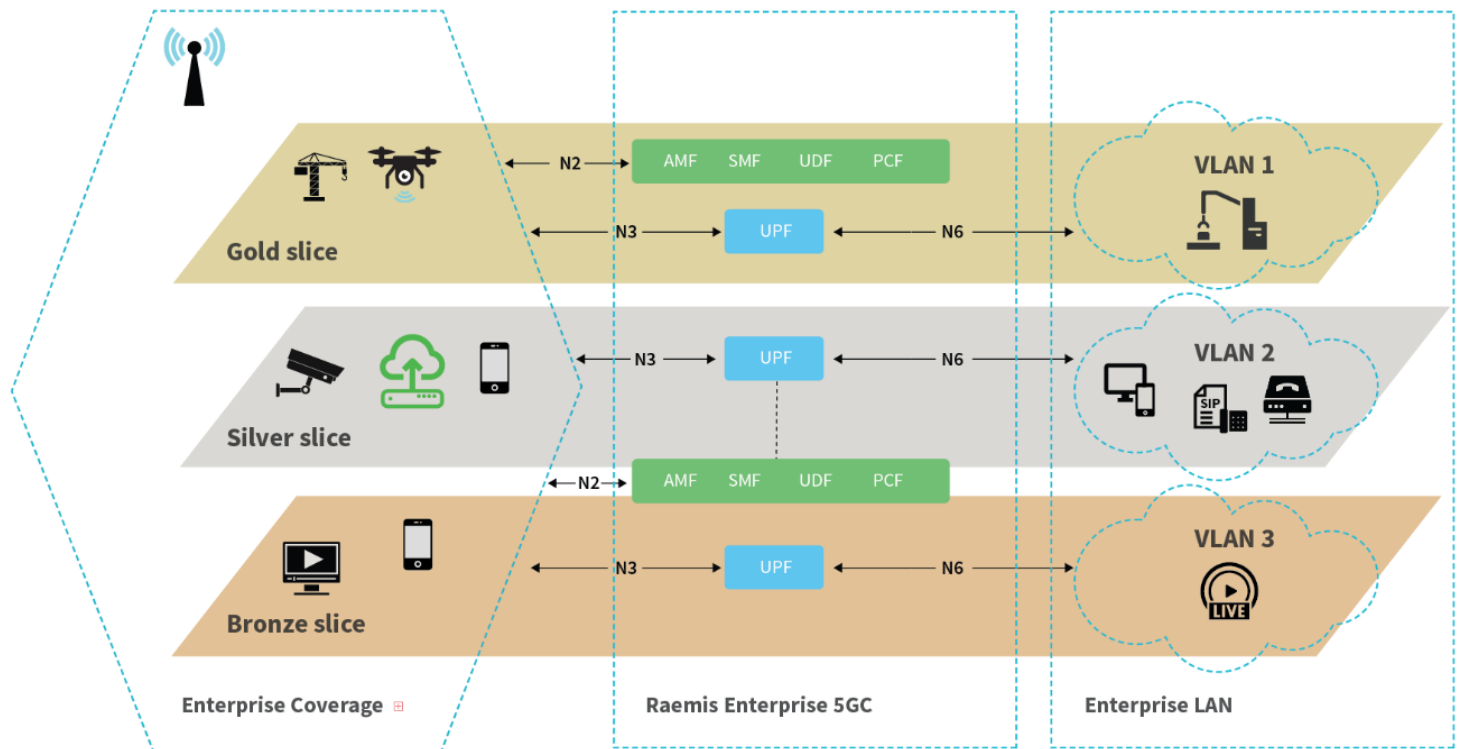 N2
AMF SMF UDF PCF
VLAN 1
N3
UPF
N6
Gold slice
N3
UPF
N6
VLAN 2
SIP
Silver slice
N2
AMF SMF UDF PCF
VLAN 3
N3
UPF
N6
LIVE
Bronze slice
Enterprise Coverage
Raemis Enterprise 5GC
Enterprise LAN